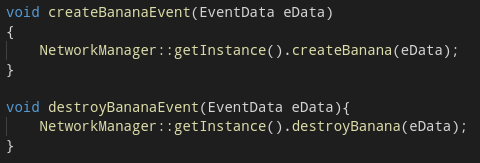 void createBananaEvent(EventData eData)
{
    NetworkManager::getInstance().createBanana(eData);
}

void destroyBananaEvent(EventData eData){
    NetworkManager::getInstance().destroyBanana(eData);
}